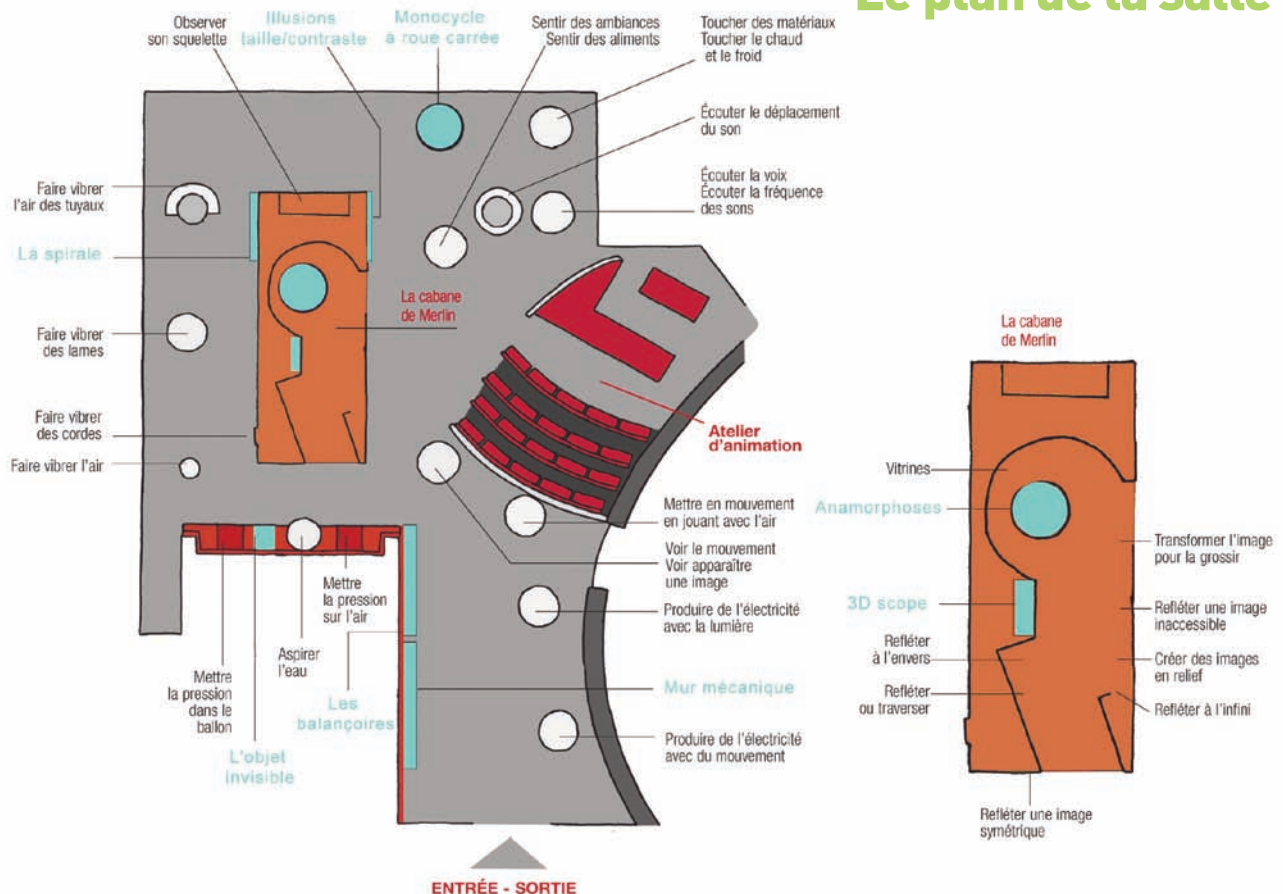 Le plan de la salle
Observer
son squelette
Illusions
taille/contraste
Monocycle
à roue carrée
Sentir des ambiances
Sentir des aliments
Toucher des matériaux
Toucher le chaud
et le froid
Écouter le déplacement
du son
Écouter la voix
Écouter la fréquence
des sons
Faire vibrer
l'air des tuyaux
La spirale
Faire vibrer
des lames
Faire vibrer
des cordes
Faire vibrer l'air
La cabane
de Merlin
Atelier
d'animation
Mettre en mouvement
en jouant avec l'air
Voir le mouvement
Voir apparaître
une image
Produire de l'électricité
avec la lumière
Mur mécanique
Produire de l'électricité
avec du mouvement
Mettre
la pression
dans le
ballon
L'objet
invisible
Aspirer
l'eau
Mettre
la pression
sur l'air
Les
balançoires
ENTRÉE - SORTIE
La cabane
de Merlin
Vitrines
Anamorphoses
3D scope
Refléter
à l'envers
Refléter
ou traverser
Transformer l'image
pour la grossir
Refléter une image
inaccessible
Créer des images
en relief
Refléter à l'infini
Refléter une image
symétrique